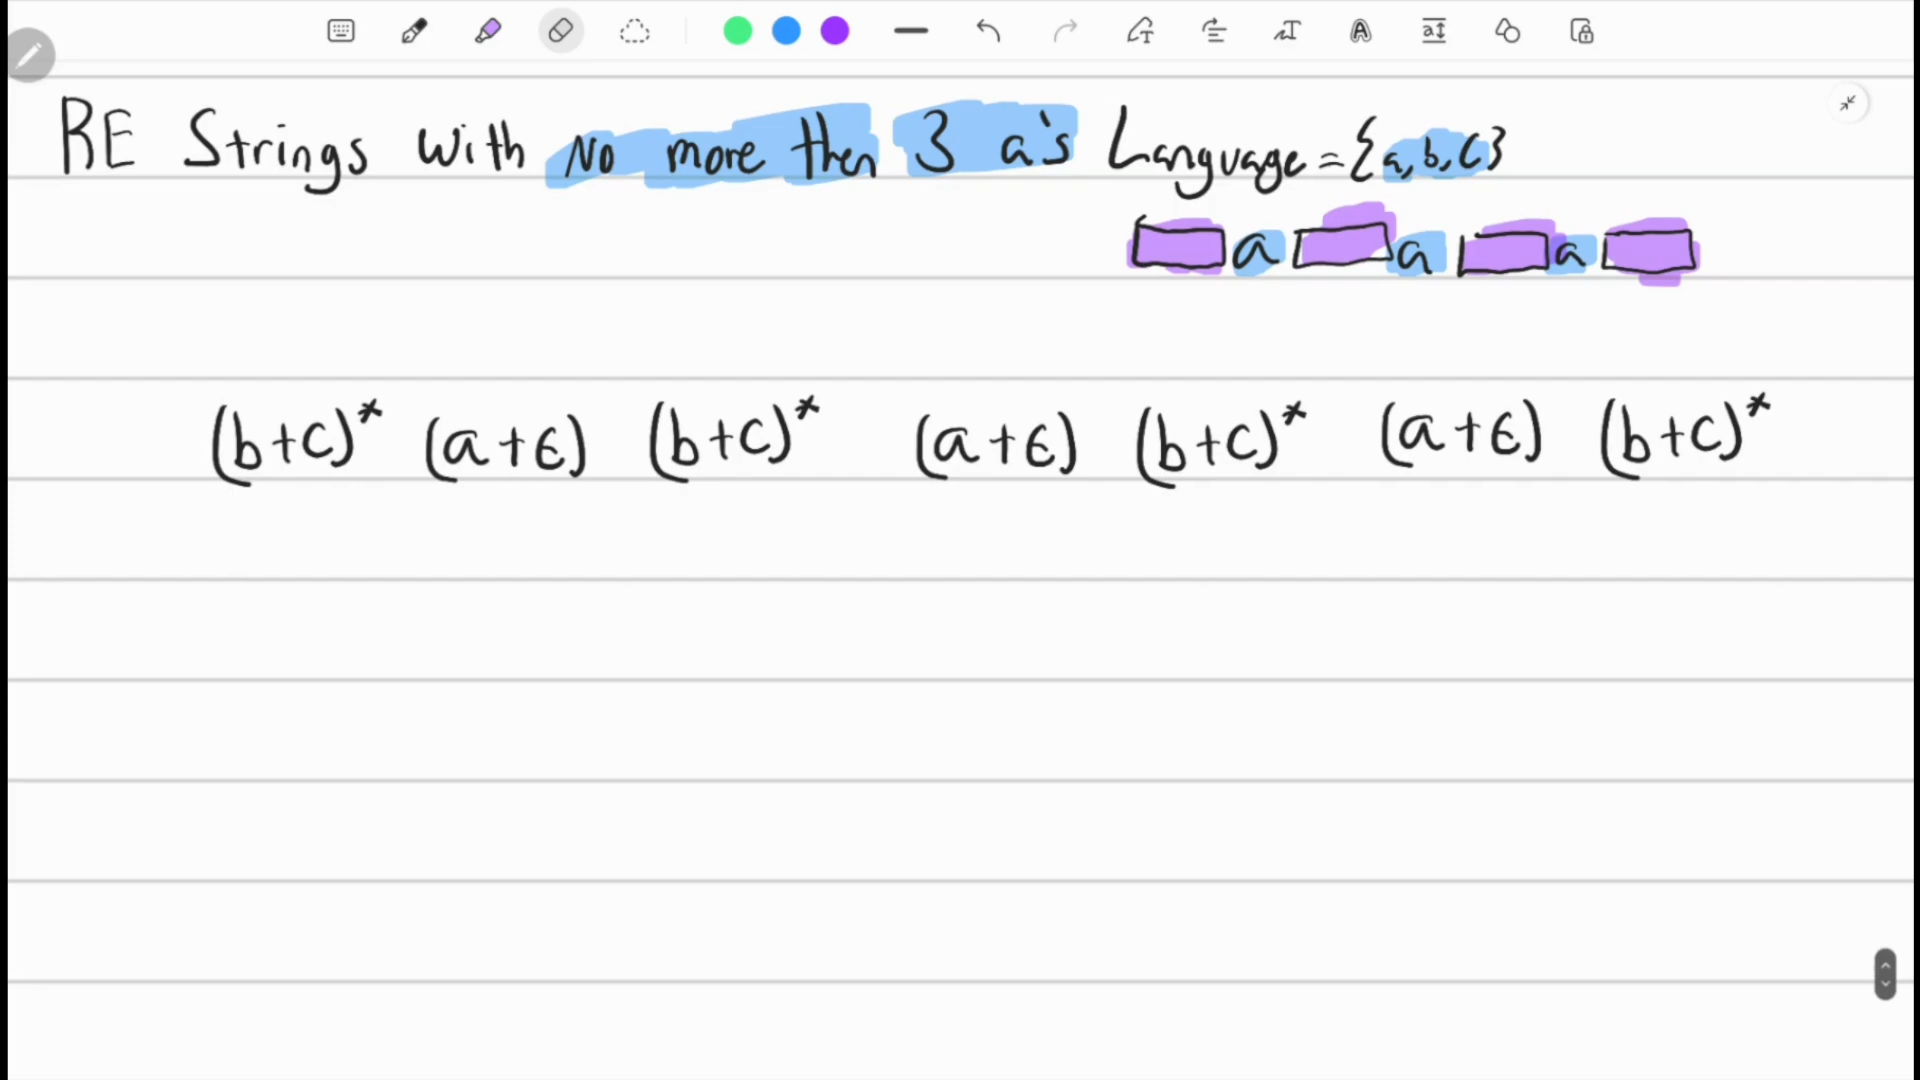 RE Strings with No more then 3 a's Language = {a, b, c}
a a a
(b+c)* (a+ϵ) (b+c)* (a+ϵ) (b+c)* (a+ϵ) (b+c)*